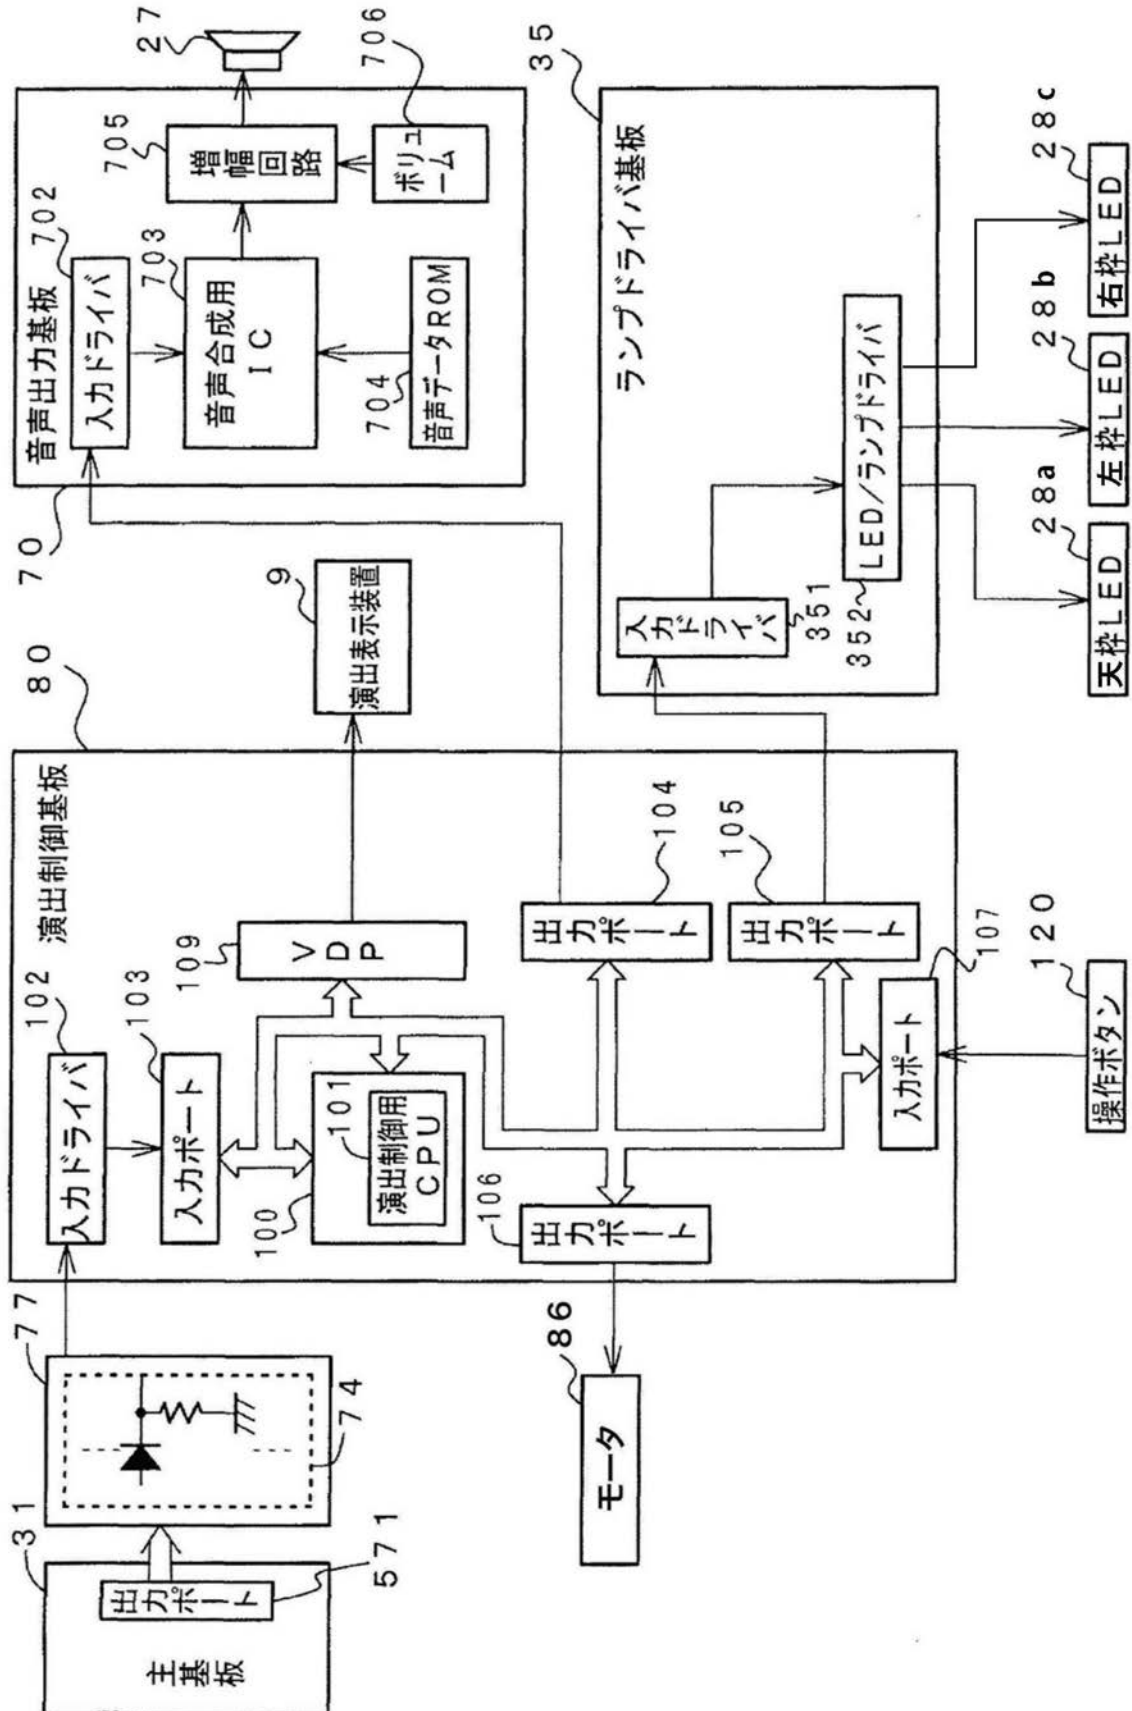 主基板
31
出力ポート
571
77
74
演出制御基板
80
入力ドライバ
102
入力ポート
103
100
101
演出制御用
CPU
109
VDP
出力ポート
106
出力ポート
104
出力ポート
105
入力ポート
107
モータ
86
操作ボタン
120
演出表示装置
9
音声出力基板
70
入力ドライバ
702
音声合成用
IC
703
704
音声データROM
増幅回路
705
ボリュ
ーム
706
27
ランプドライバ基板
35
入力ドライバ
351
LED/ランプドライバ
352
天枠LED
28a
左枠LED
28b
右枠LED
28c